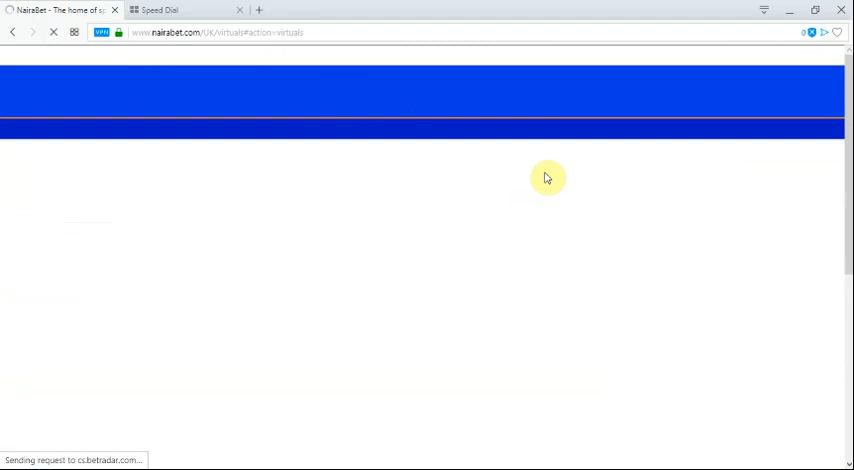 NairaBet - The home of sp
Speed Dial
VPN
www.nairabet.com/UK/virtuals#action=virtuals
0
Sending request to cs.betradar.com...